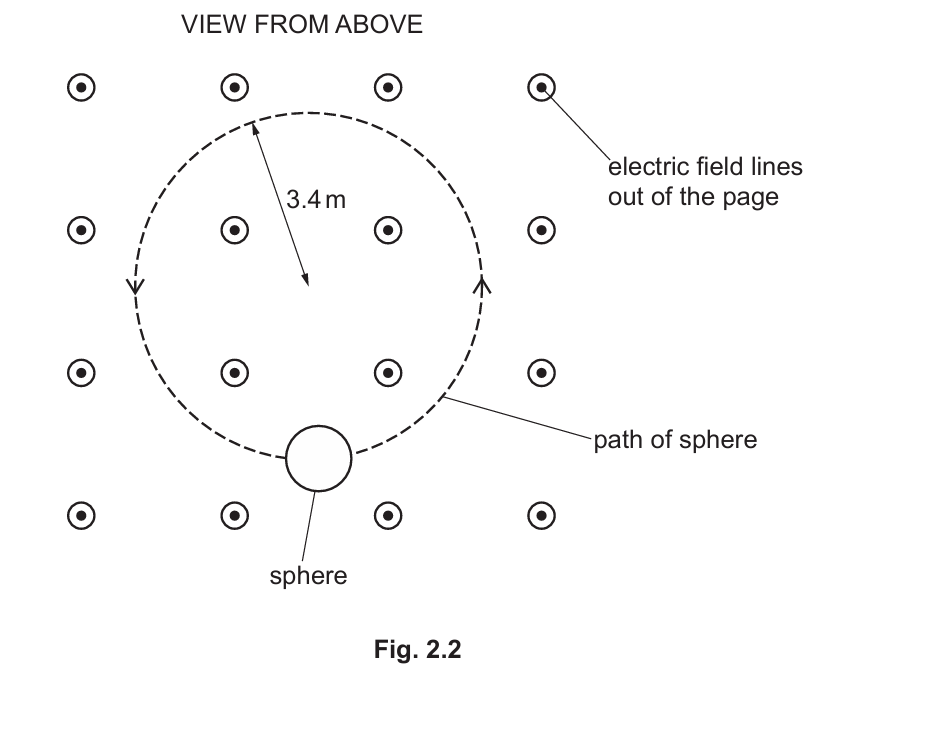 VIEW FROM ABOVE
electric field lines
out of the page
3.4 m
path of sphere
sphere
Fig. 2.2